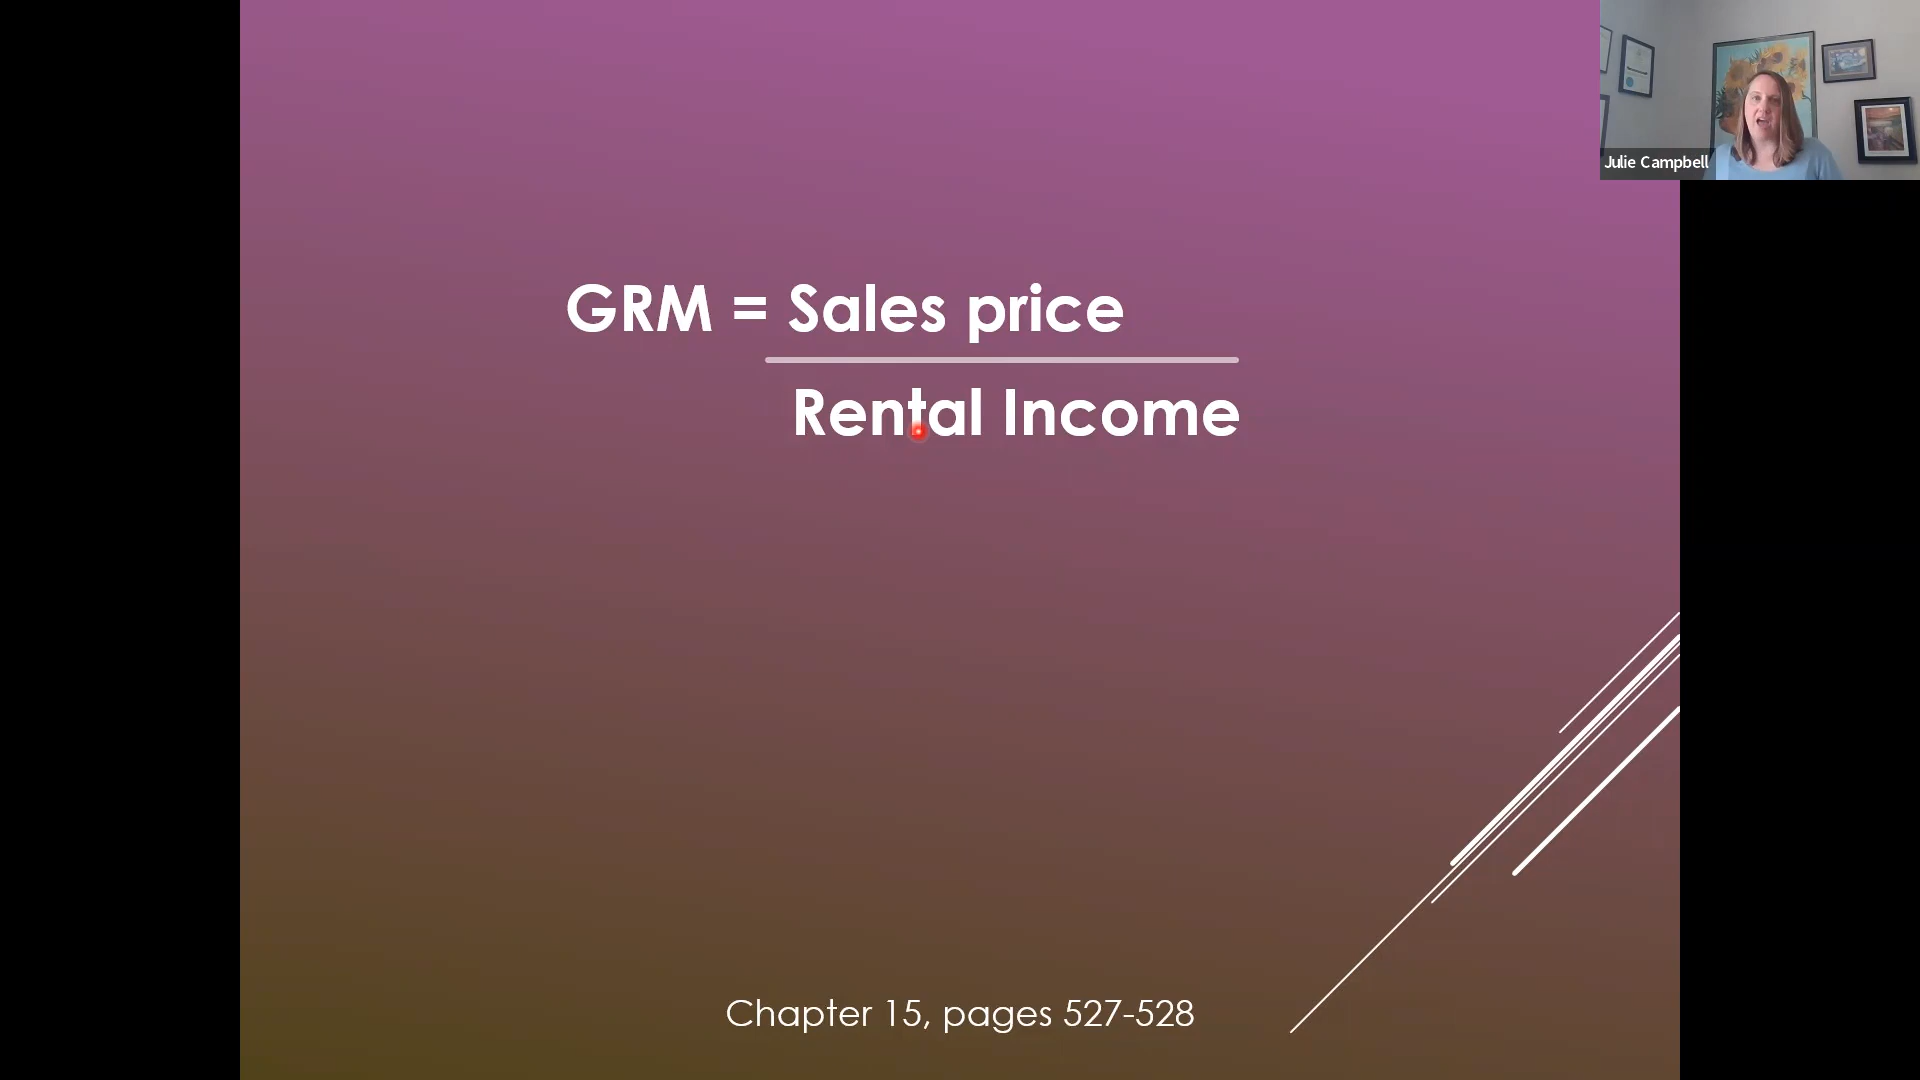 GRM = Sales price
Rental Income
Chapter 15, pages 527-528
Julie Campbell